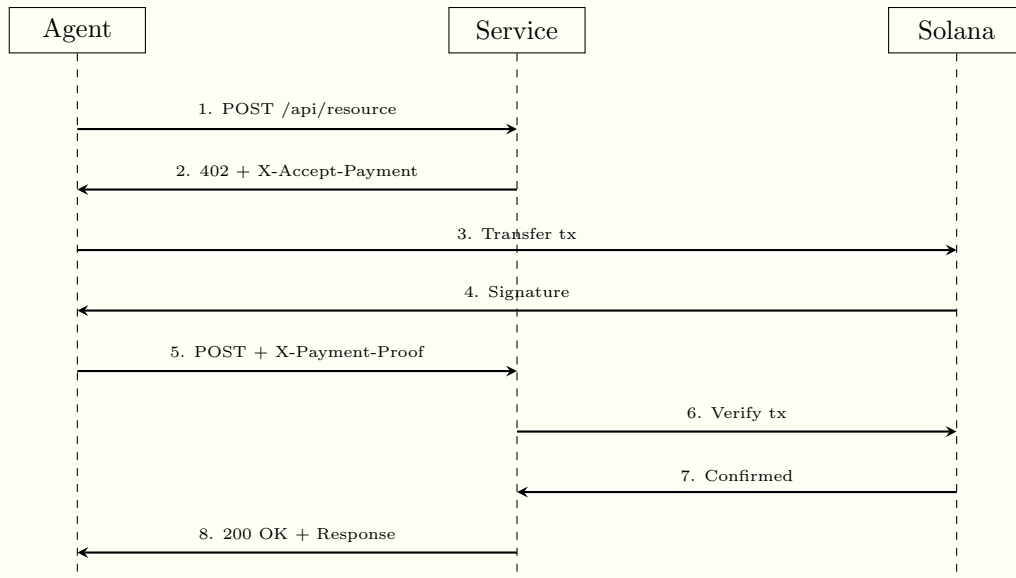 Agent Service Solana
1. POST /api/resource
2. 402 + X-Accept-Payment
3. Transfer tx
4. Signature
5. POST + X-Payment-Proof
6. Verify tx
7. Confirmed
8. 200 OK + Response